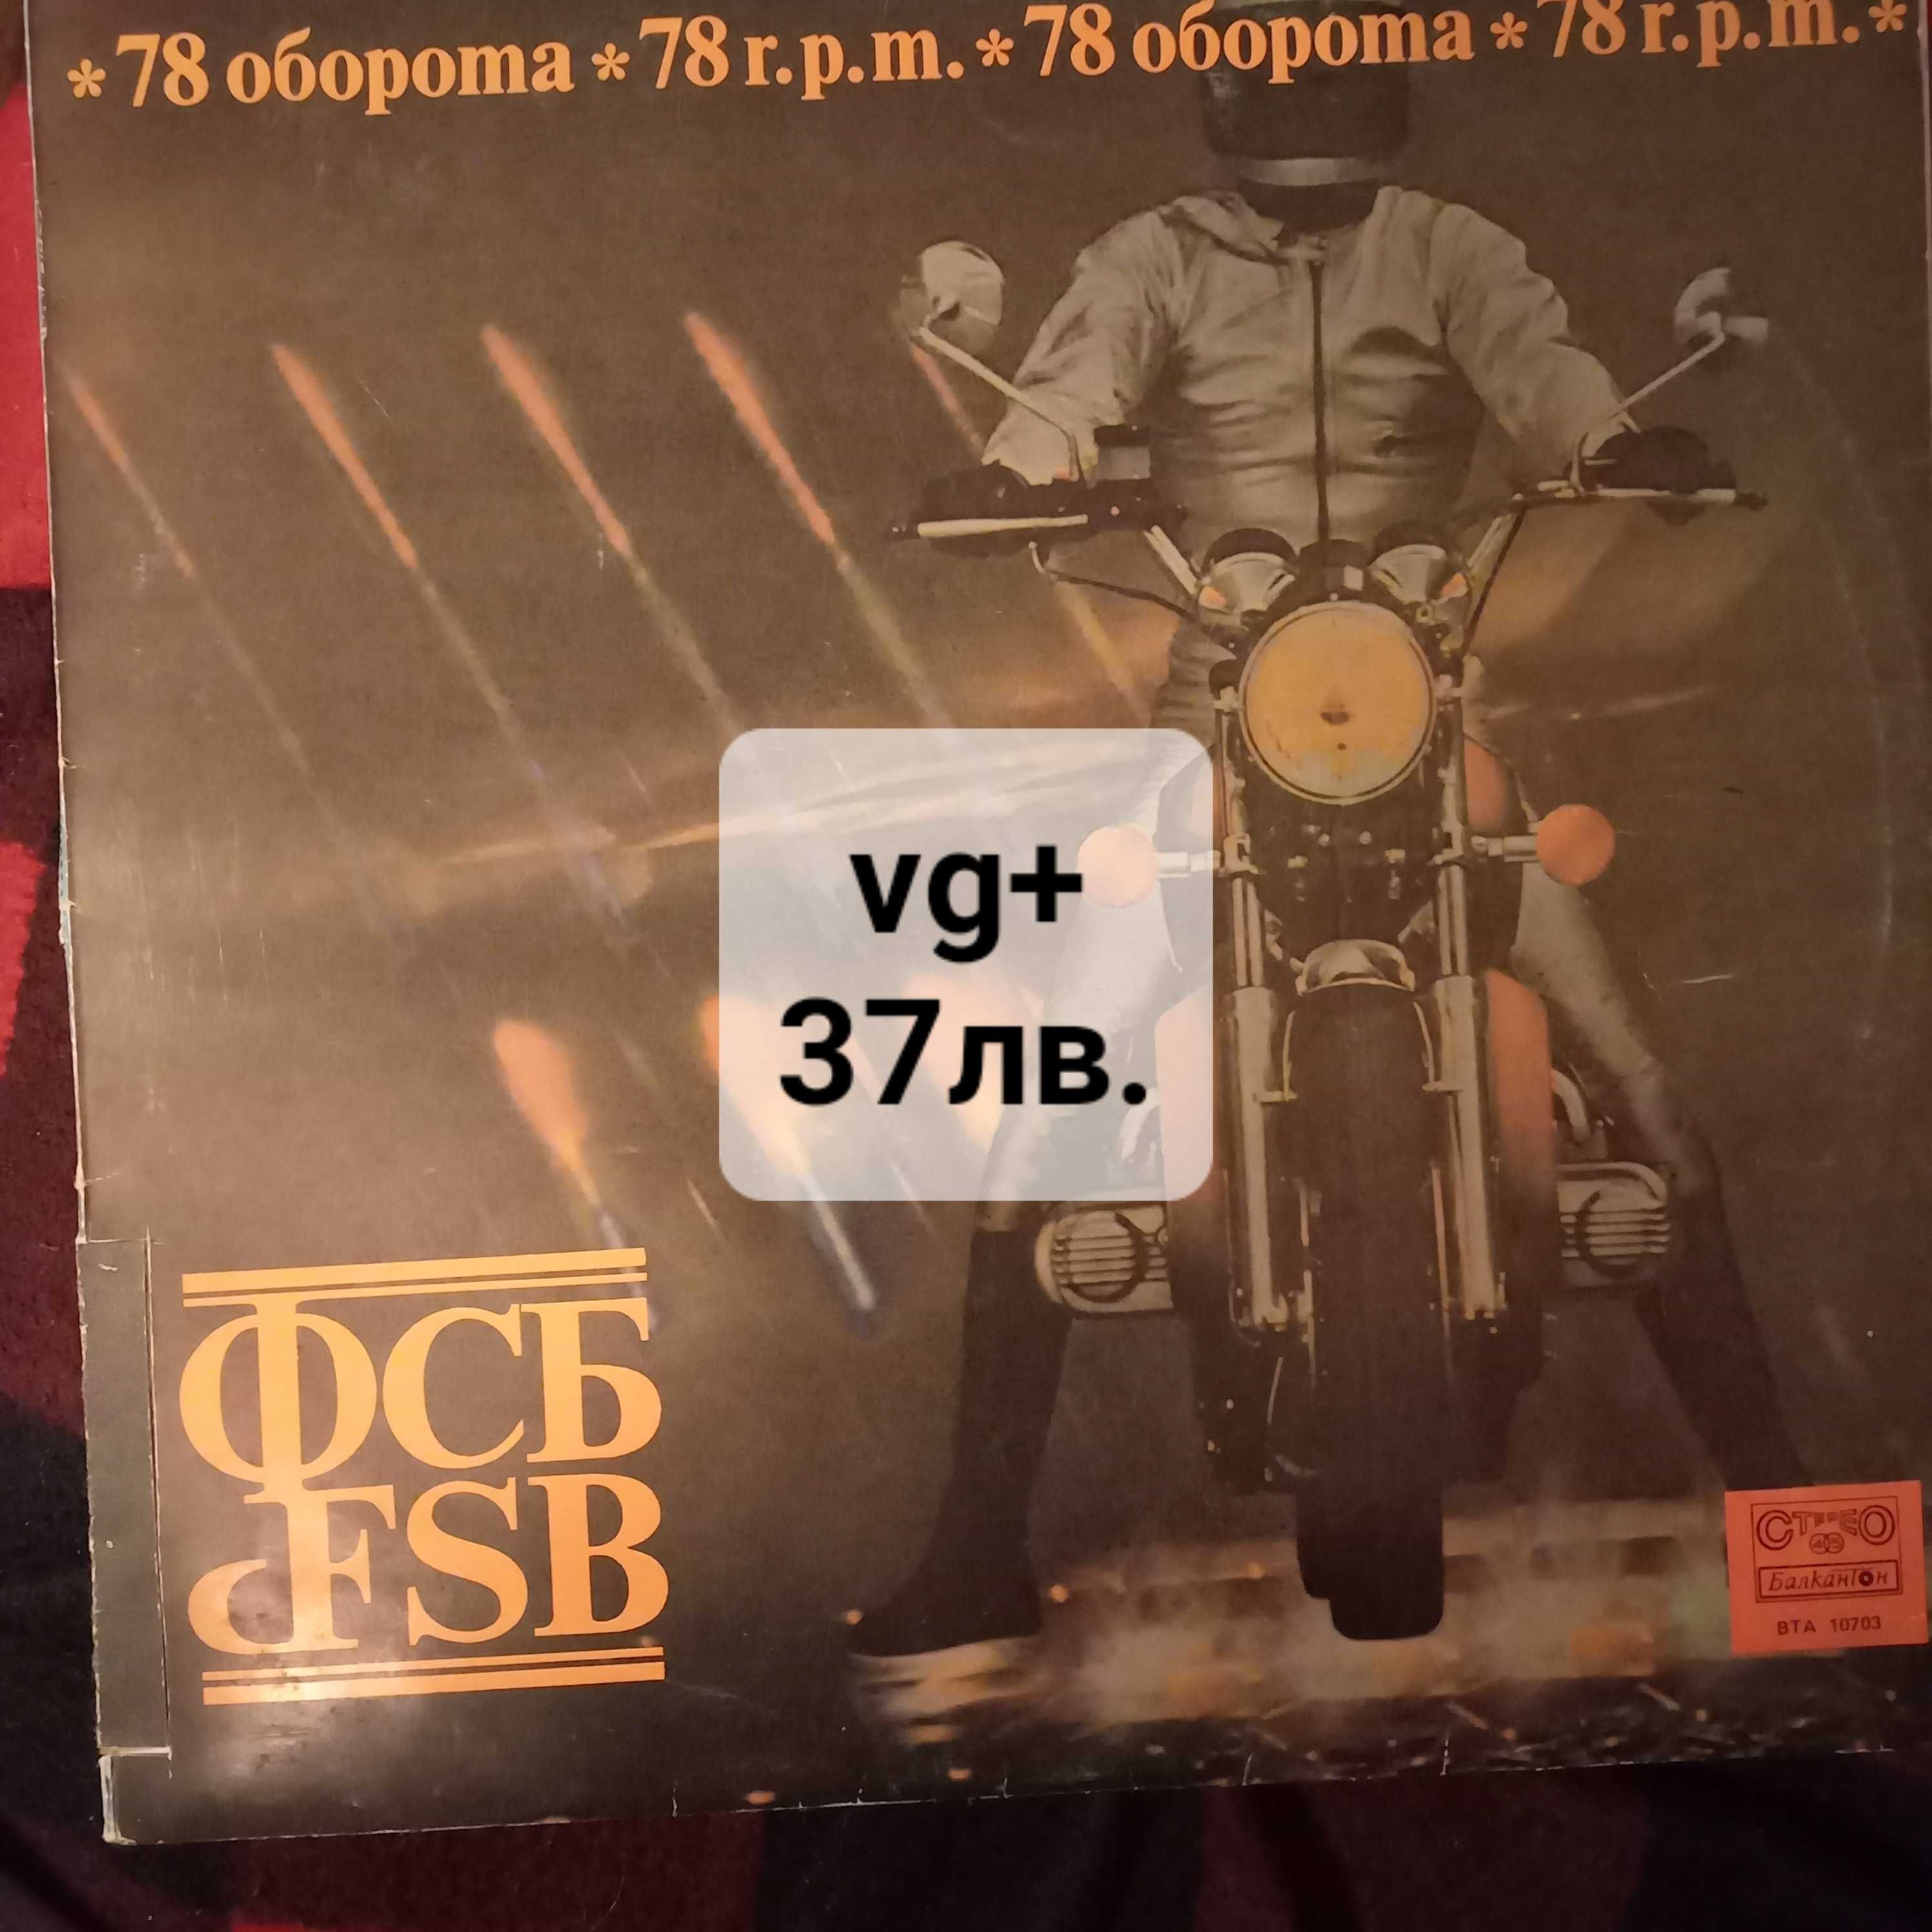 * 78 оборота * 78 r.p.m. * 78 оборота * 78 r.p.m. *
vg+
37лв.
ФСБ
FSB
СТЕРЕО
Балкантон
ВТА 10703